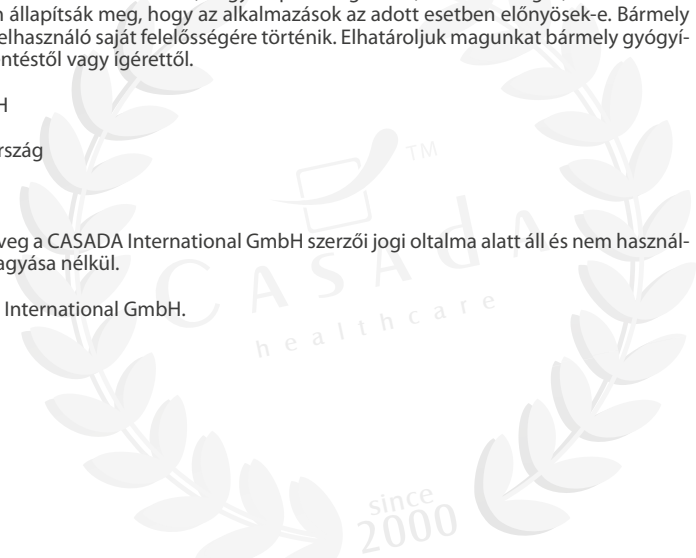 állapítsák meg, hogy az alkalmazások az adott esetben előnyösek-e. Bármely
elhasználó saját felelősségére történik. Elhatároljuk magunkat bármely gyógyí-
ntéstől vagy ígérettől.
H
rszág
veg a CASADA International GmbH szerzői jogi oltalma alatt áll és nem használ-
agyása nélkül.
International GmbH.
TM
CASAdA
healthcare
since
2000